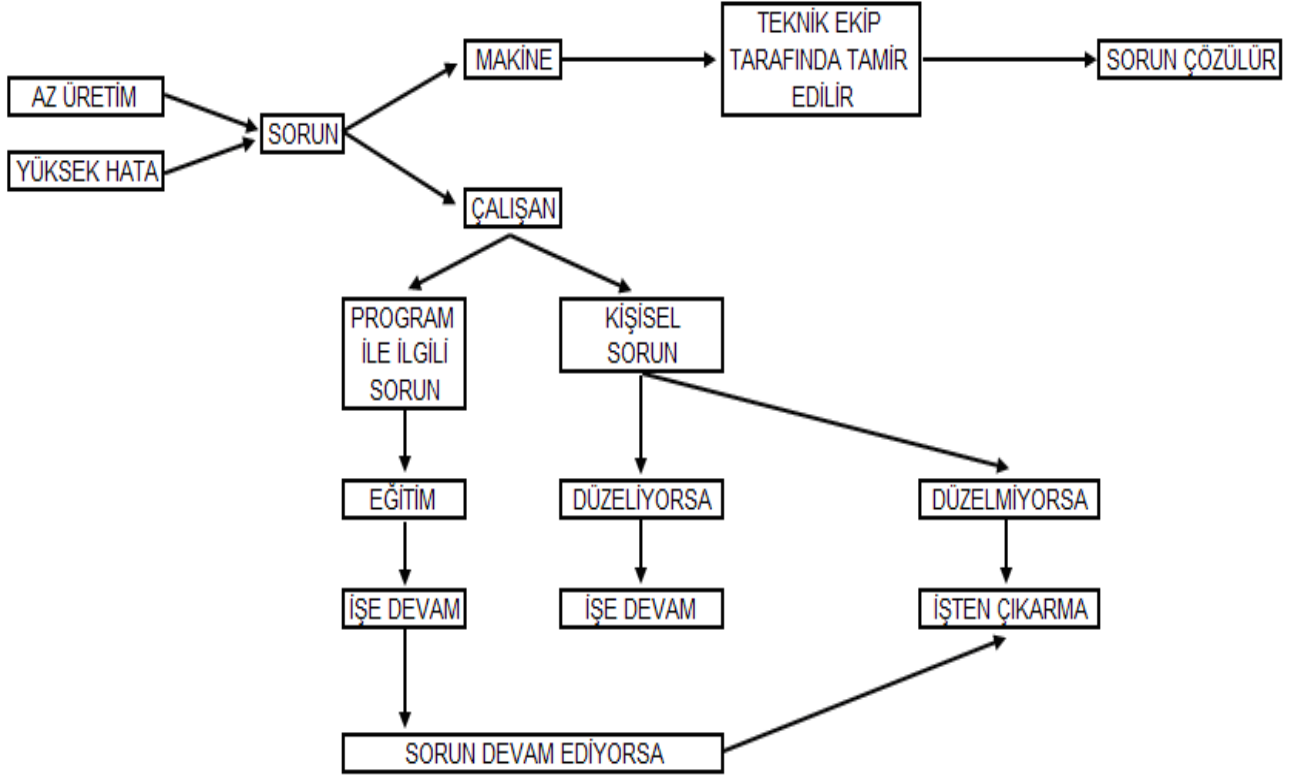 TEKNİK EKİP
TARAFINDA TAMİR
EDİLİR
MAKİNE
SORUN ÇÖZÜLÜR
AZ ÜRETİM
SORUN
YÜKSEK HATA
ÇALIŞAN
PROGRAM
İLE İLGİLİ
SORUN
KİŞİSEL
SORUN
EĞİTİM
DÜZELİYORSA
DÜZELMİYORSA
İŞE DEVAM
İŞE DEVAM
İŞTEN ÇIKARMA
SORUN DEVAM EDİYORSA